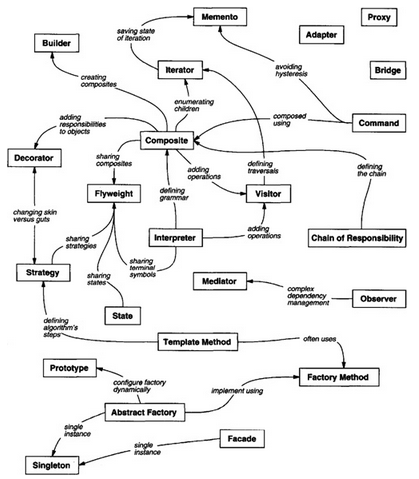 Memento
Proxy
saving state
of iteration
Adapter
Builder
Iterator
avoiding
hysteresis
Bridge
creating
composites
enumerating
children
adding
responsibilities
to objects
composed
using
Command
Composite
Decorator
sharing
composites
adding
operations
defining
traversals
defining
the chain
Flyweight
defining
grammar
Visitor
changing skin
versus guts
sharing
strategies
Interpreter
adding
operations
Chain of Responsibility
sharing
terminal
symbols
Strategy
sharing
states
Mediator
complex
dependency
management
Observer
State
defining
algorithm's
steps
Template Method
often uses
Prototype
configure factory
dynamically
implement using
Factory Method
Abstract Factory
single
instance
single
instance
Facade
Singleton